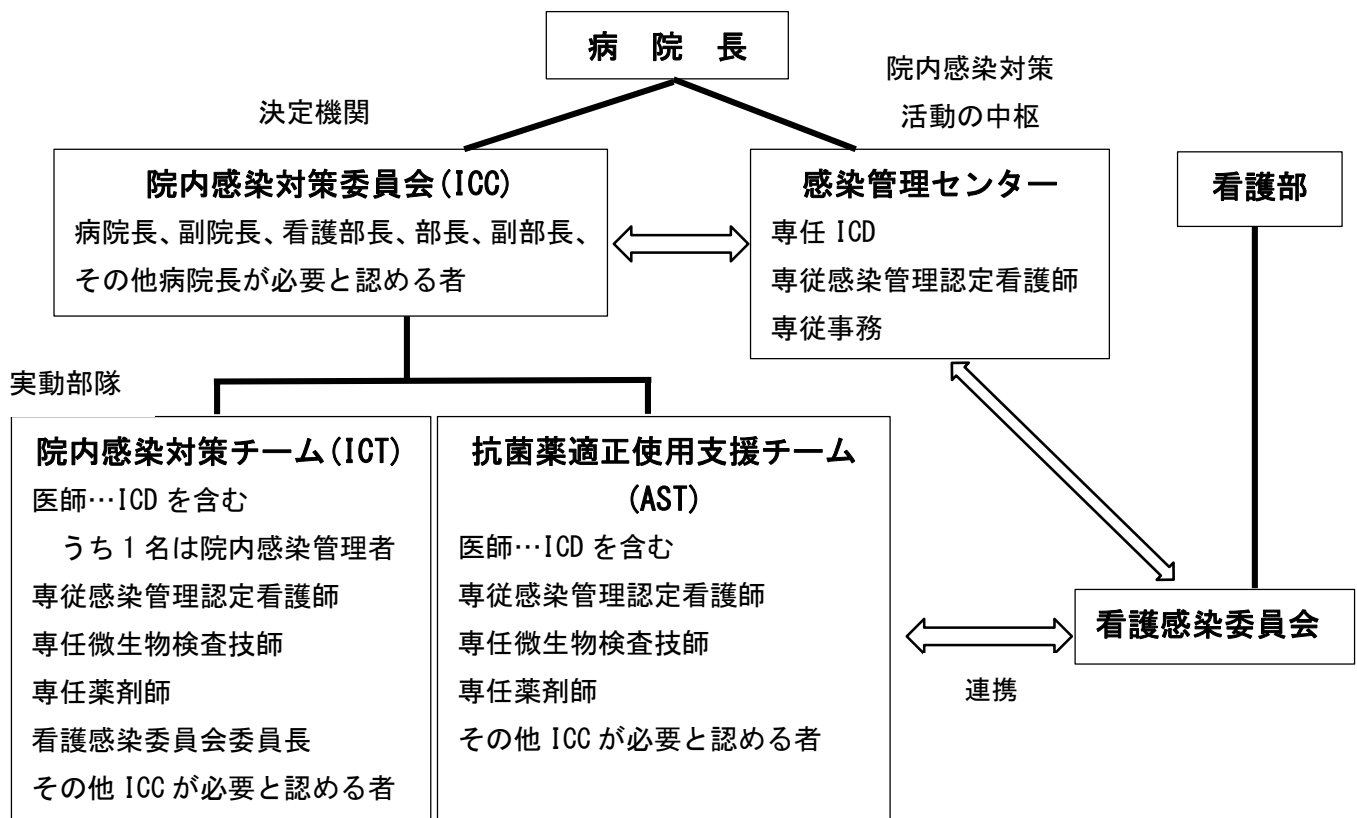 病 院 長
決定機関
院内感染対策
活動の中枢
院内感染対策委員会(ICC)
病院長、副院長、看護部長、部長、副部長、
その他病院長が必要と認める者
感染管理センター
専任 ICD
専従感染管理認定看護師
専従事務
看護部
実動部隊
院内感染対策チーム(ICT)
医師…ICD を含む
うち 1 名は院内感染管理者
専従感染管理認定看護師
専任微生物検査技師
専任薬剤師
看護感染委員会委員長
その他 ICC が必要と認める者
抗菌薬適正使用支援チーム
(AST)
医師…ICD を含む
専従感染管理認定看護師
専任微生物検査技師
専任薬剤師
その他 ICC が必要と認める者
連携
看護感染委員会